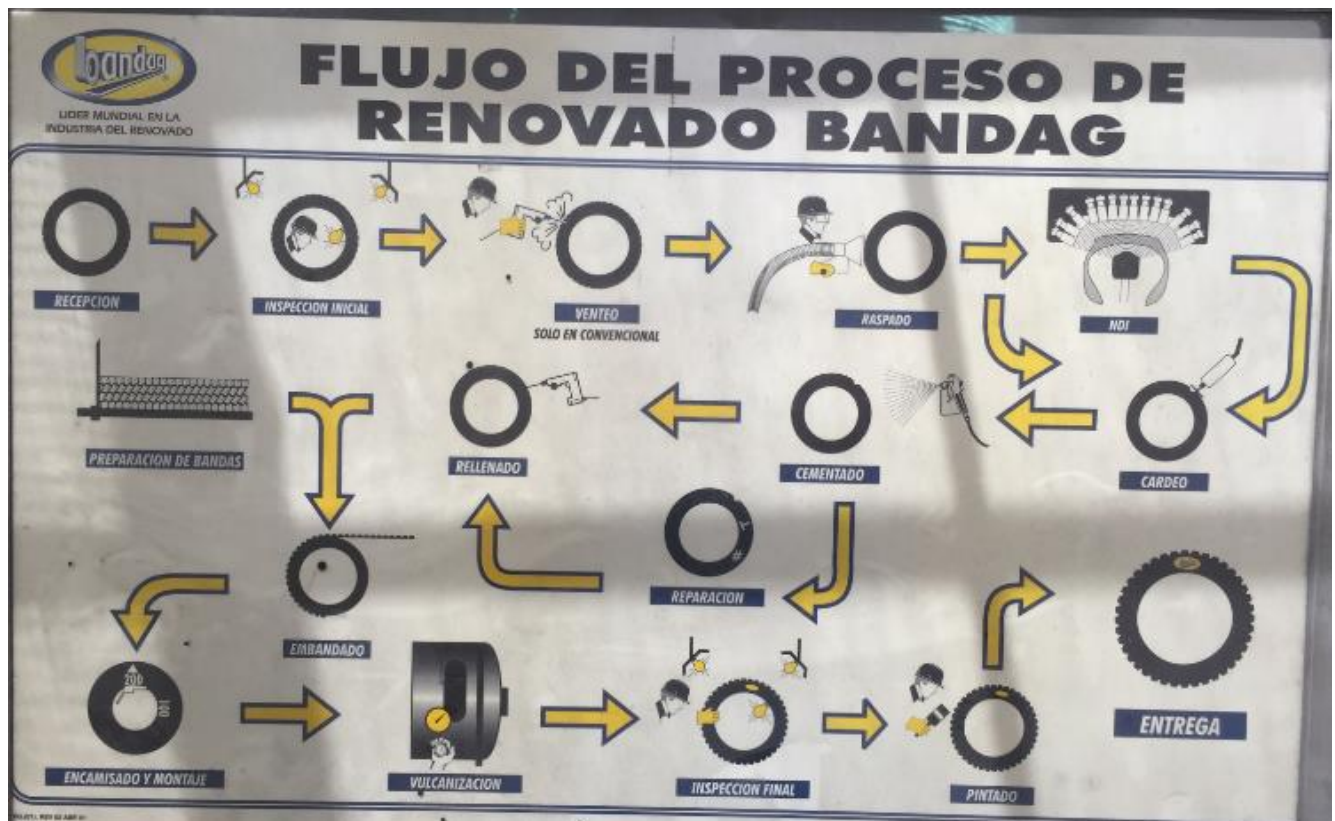 bandag
LIDER MUNDIAL EN LA
INDUSTRIA DEL RENOVADO
FLUJO DEL PROCESO DE
RENOVADO BANDAG
RECEPCION
INSPECCION INICIAL
VENTEO
SOLO EN CONVENCIONAL
RASPADO
NDI
PREPARACION DE BANDAS
RELLENADO
CEMENTADO
CARDEO
REPARACION
EMBANDADO
200
100
ENCAMISADO Y MONTAJE
VULCANIZACION
INSPECCION FINAL
PINTADO
ENTREGA